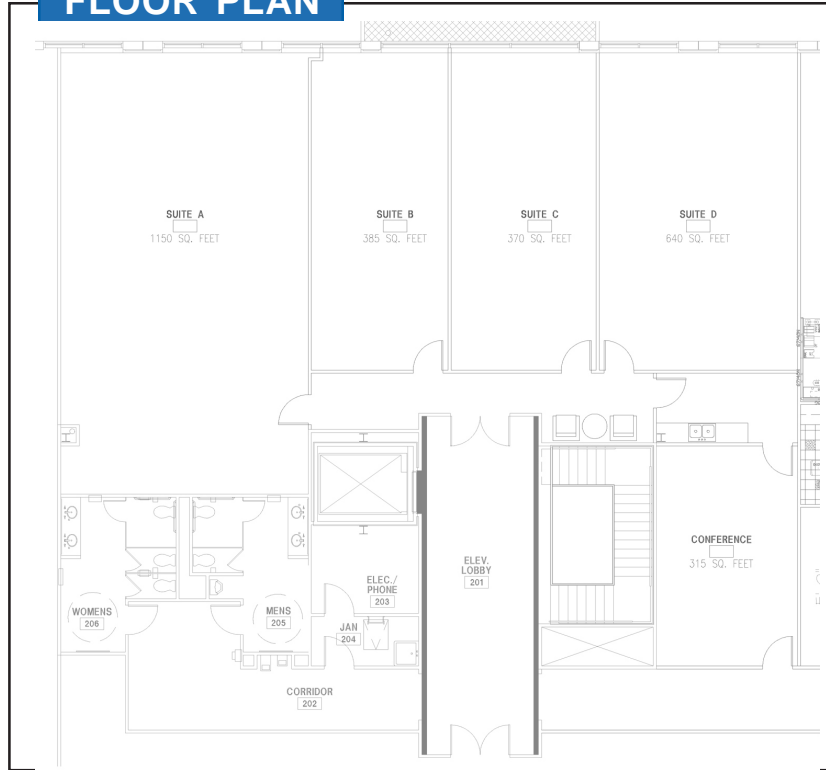 FLOOR PLAN
SUITE A
1150 SQ. FEET
SUITE B
385 SQ. FEET
SUITE C
370 SQ. FEET
SUITE D
640 SQ. FEET
CONFERENCE
315 SQ. FEET
ELEV.
LOBBY
201
ELEC./
PHONE
203
WOMENS
206
MENS
205
JAN
204
CORRIDOR
202